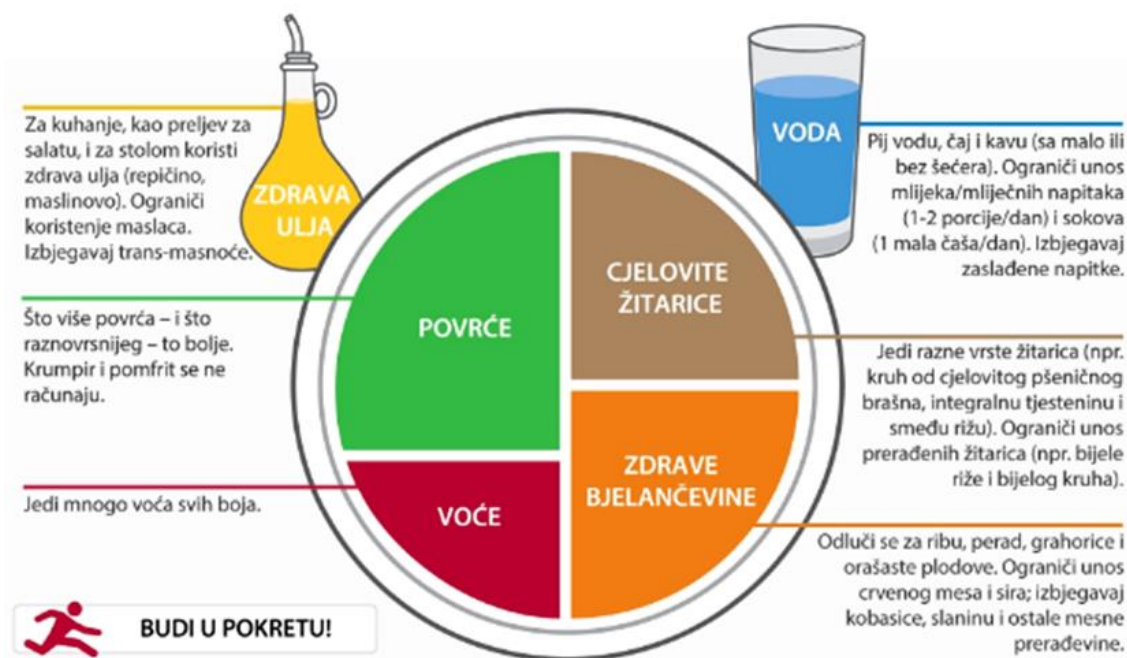 Za kuhanje, kao preljev za
salatu, i za stolom koristi
zdrava ulja (repičino,
maslinovo). Ograniči
korištenje maslaca.
Izbjegavaj trans-masnoće.
ZDRAVA
ULJA
VODA
Pij vodu, čaj i kavu (sa malo ili
bez šećera). Ograniči unos
mlijeka/mliječnih napitaka
(1-2 porcije/dan) i sokova
(1 mala čaša/dan). Izbjegavaj
zaslađene napitke.
Što više povrća – i što
raznovrsnijeg – to bolje.
Krumpir i pomfrit se ne
računaju.
POVRĆE
CJELOVITE
ŽITARICE
Jedi razne vrste žitarica (npr.
kruh od cjelovitog pšeničnog
brašna, integralnu tjesteninu i
smeđu rižu). Ograniči unos
prerađenih žitarica (npr. bijele
riže i bijelog kruha).
Jedi mnogo voća svih boja.
VOĆE
ZDRAVE
BJELANČEVINE
Odluči se za ribu, perad, grahorice i
orašaste plodove. Ograniči unos
crvenog mesa i sira; izbjegavaj
kobasice, slaninu i ostale mesne
prerađevine.
BUDI U POKRETU!